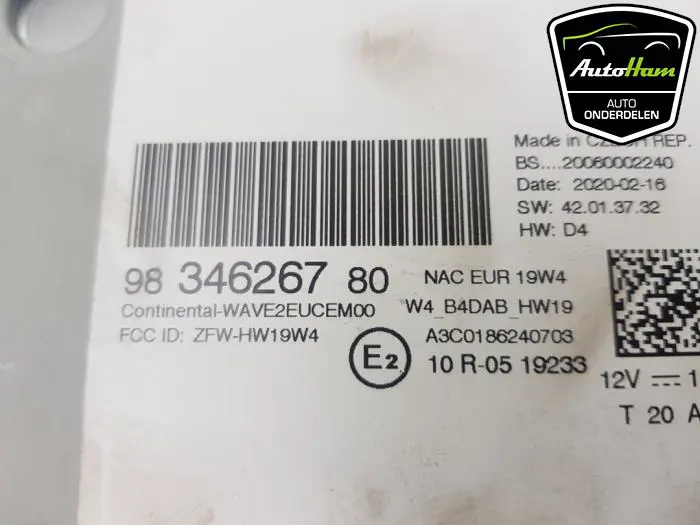 AutoHam
AUTO
ONDERDELEN
Made in CZECH REP.
BS....20060002240
Date: 2020-02-16
SW: 42.01.37.32
HW: D4
98 346267 80
NAC EUR 19W4
Continental-WAVE2EUCEM00
W4_B4DAB_HW19
FCC ID: ZFW-HW19W4
A3C0186240703
E2
10 R-05 19233
12V
T 20 A